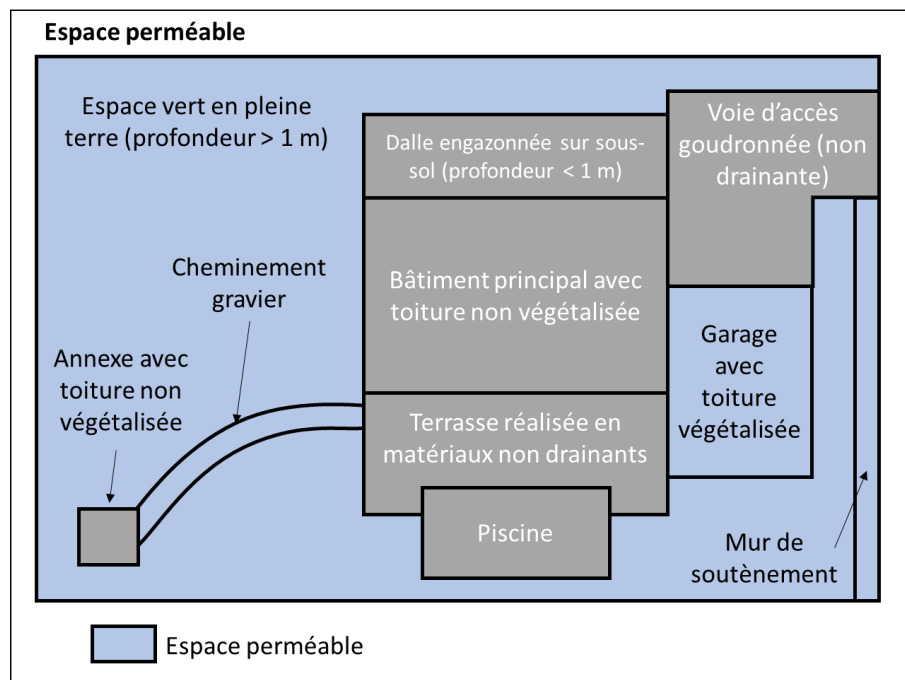 Espace perméable
Espace vert en pleine
terre (profondeur > 1 m)
Dalle engazonnée sur sous-
sol (profondeur < 1 m)
Voie d’accès
goudronnée (non
drainante)
Cheminement
gravier
Bâtiment principal avec
toiture non végétalisée
Annexe avec
toiture non
végétalisée
Garage
avec
toiture
végétalisée
Terrasse réalisée en
matériaux non drainants
Piscine
Mur de
soutènement
Espace perméable